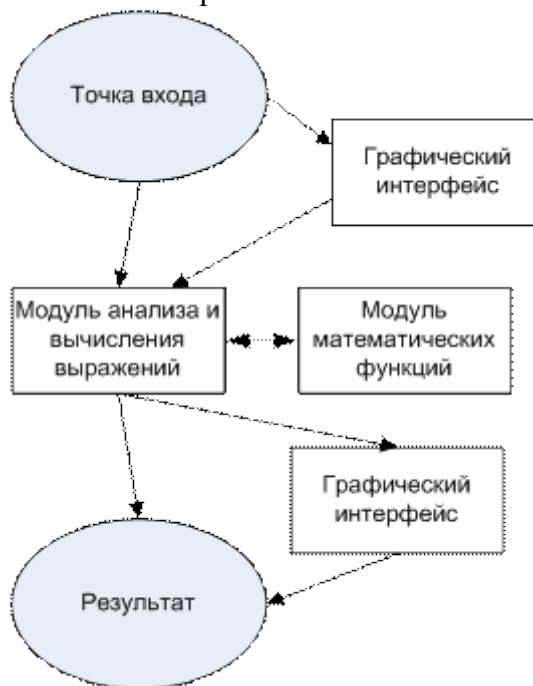 Точка входа
Графический
интерфейс
Модуль анализа и
вычисления
выражений
Модуль
математических
функций
Графический
интерфейс
Результат